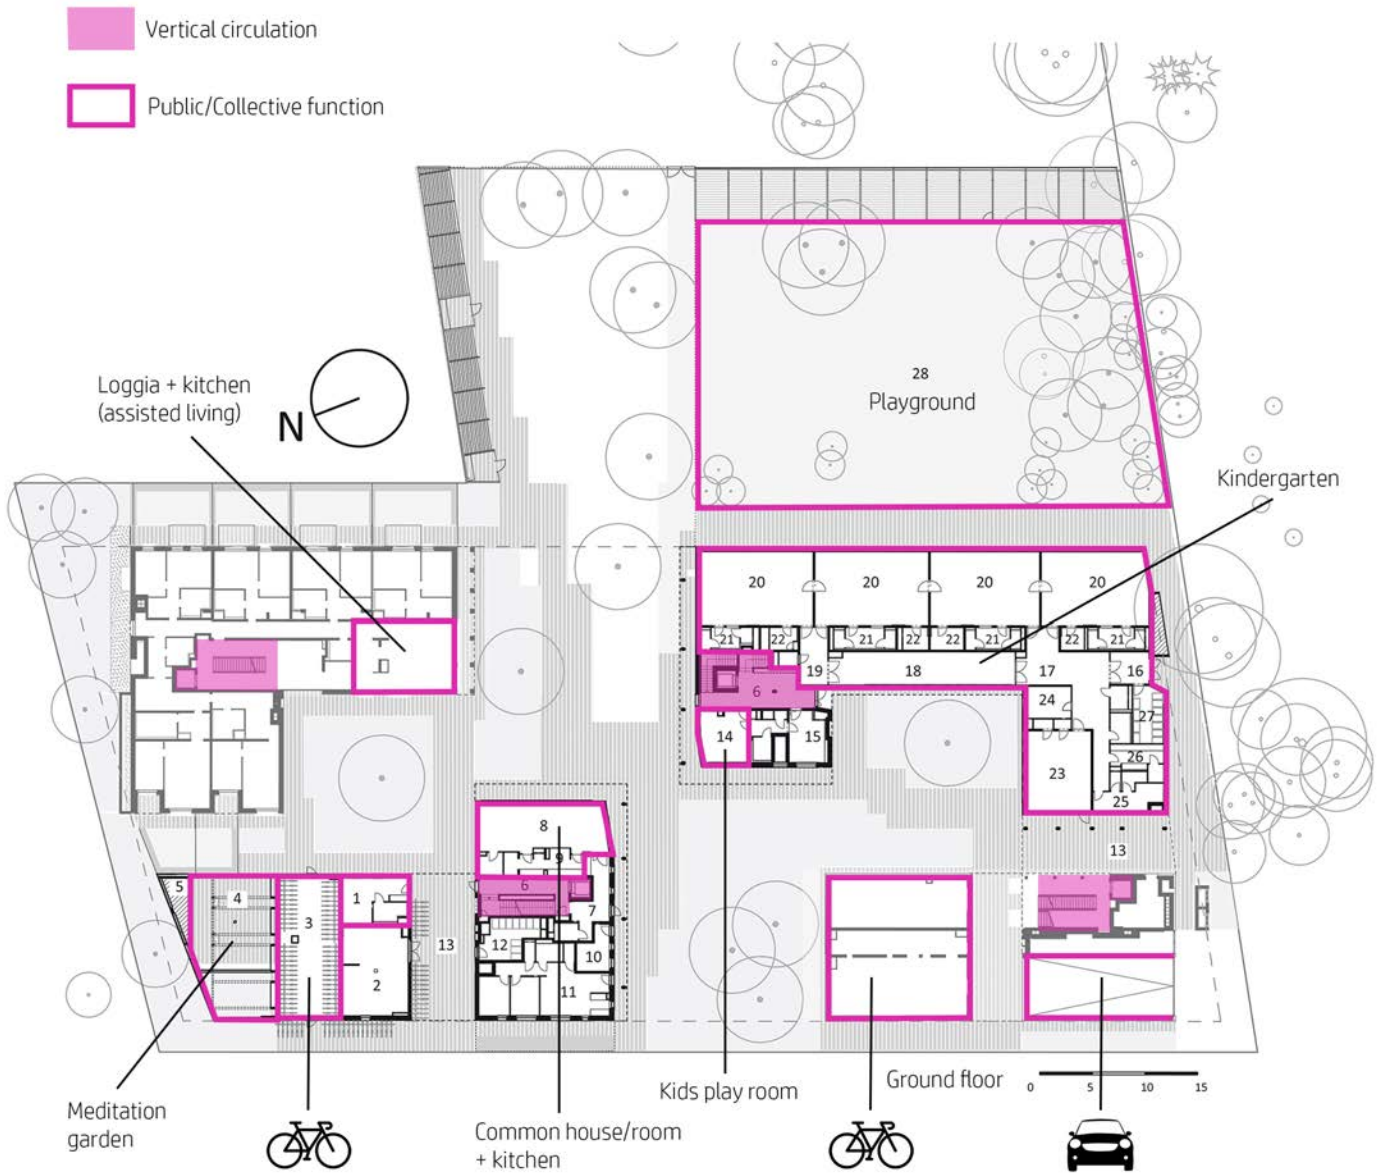 Vertical circulation
Public/Collective function
Loggia + kitchen
(assisted living)
N
28
Playground
Kindergarten
20 20 20 20
21 22 21 22 22 21 22 21
19 18 17 16
6
24
27
14 15
26
23
25
8
9
13
5
4
3
1
6
7
2
13
12
10
11
Kids play room
Ground floor
0 5 10 15
Meditation
garden
Common house/room
+ kitchen